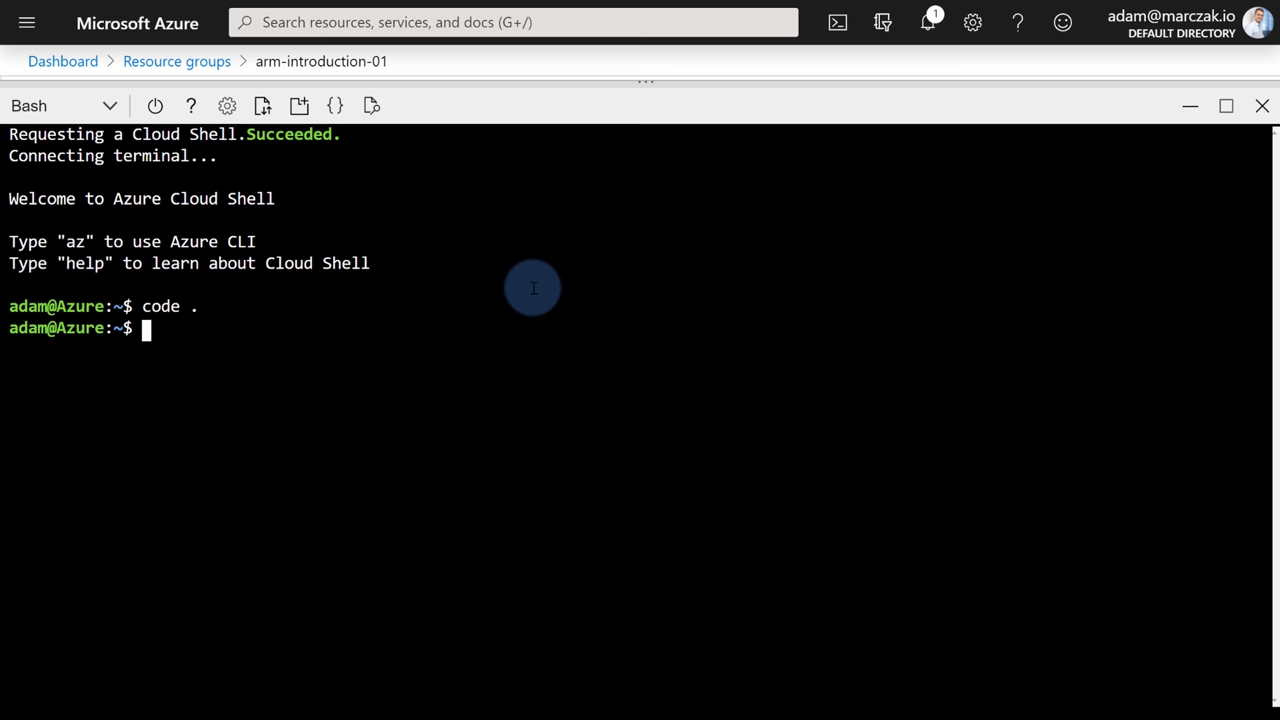 Microsoft Azure
Search resources, services, and docs (G+/)
1
adam@marczak.io
DEFAULT DIRECTORY
Dashboard > Resource groups > arm-introduction-01
Bash
Requesting a Cloud Shell.Succeeded.
Connecting terminal...
Welcome to Azure Cloud Shell
Type "az" to use Azure CLI
Type "help" to learn about Cloud Shell
adam@Azure:~$ code .
adam@Azure:~$